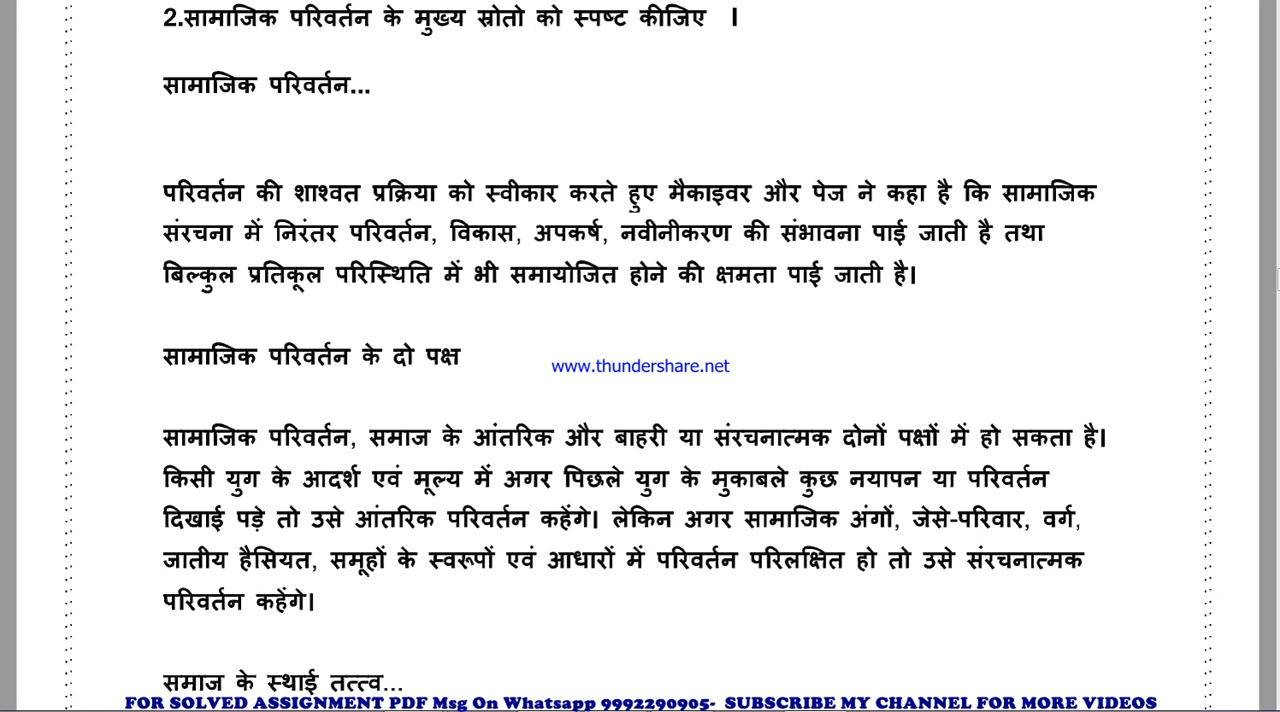 2.सामाजिक परिवर्तन के मुख्य स्रोतो को स्पष्ट कीजिए ।
सामाजिक परिवर्तन...
परिवर्तन की शाश्वत प्रक्रिया को स्वीकार करते हुए मैकाइवर और पेज ने कहा है कि सामाजिक
संरचना में निरंतर परिवर्तन, विकास, अपकर्ष, नवीनीकरण की संभावना पाई जाती है तथा
बिल्कुल प्रतिकूल परिस्थिति में भी समायोजित होने की क्षमता पाई जाती है।
सामाजिक परिवर्तन के दो पक्ष
www.thundershare.net
सामाजिक परिवर्तन, समाज के आंतरिक और बाहरी या संरचनात्मक दोनों पक्षों में हो सकता है।
किसी युग के आदर्श एवं मूल्य में अगर पिछले युग के मुकाबले कुछ नयापन या परिवर्तन
दिखाई पड़े तो उसे आंतरिक परिवर्तन कहेंगे। लेकिन अगर सामाजिक अंगों, जेसे-परिवार, वर्ग,
जातीय हैसियत, समूहों के स्वरूपों एवं आधारों में परिवर्तन परिलक्षित हो तो उसे संरचनात्मक
परिवर्तन कहेंगे।
समाज के स्थाई तत्त्व...
FOR SOLVED ASSIGNMENT PDF Msg On Whatsapp 9992290905- SUBSCRIBE MY CHANNEL FOR MORE VIDEOS